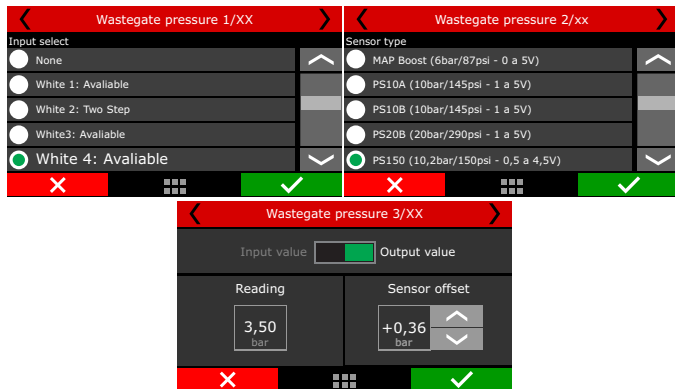 Wastegate pressure 1/XX
Input select
None
White 1: Avaliable
White 2: Two Step
White3: Avaliable
White 4: Avaliable
Wastegate pressure 2/xx
Sensor type
MAP Boost (6bar/87psi - 0 a 5V)
PS10A (10bar/145psi - 1 a 5V)
PS10B (10bar/145psi - 1 a 5V)
PS20B (20bar/290psi - 1 a 5V)
PS150 (10,2bar/150psi - 0,5 a 4,5V)
Wastegate pressure 3/XX
Input value
Output value
Reading
3,50
bar
Sensor offset
+0,36
bar